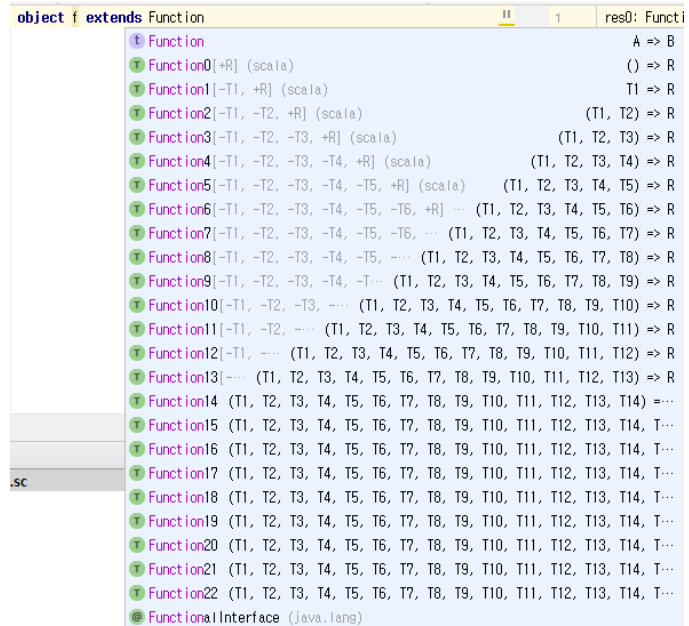 object f extends Function 1 res0: Functi
t Function A => B
T Function0[+R] (scala) () => R
T Function1[-T1, +R] (scala) T1 => R
T Function2[-T1, -T2, +R] (scala) (T1, T2) => R
T Function3[-T1, -T2, -T3, +R] (scala) (T1, T2, T3) => R
T Function4[-T1, -T2, -T3, -T4, +R] (scala) (T1, T2, T3, T4) => R
T Function5[-T1, -T2, -T3, -T4, -T5, +R] (scala) (T1, T2, T3, T4, T5) => R
T Function6[-T1, -T2, -T3, -T4, -T5, -T6, +R] ⋯ (T1, T2, T3, T4, T5, T6) => R
T Function7[-T1, -T2, -T3, -T4, -T5, -T6, ⋯ (T1, T2, T3, T4, T5, T6, T7) => R
T Function8[-T1, -T2, -T3, -T4, -T5, -⋯ (T1, T2, T3, T4, T5, T6, T7, T8) => R
T Function9[-T1, -T2, -T3, -T4, -T⋯ (T1, T2, T3, T4, T5, T6, T7, T8, T9) => R
T Function10[-T1, -T2, -T3, -⋯ (T1, T2, T3, T4, T5, T6, T7, T8, T9, T10) => R
T Function11[-T1, -T2, -⋯ (T1, T2, T3, T4, T5, T6, T7, T8, T9, T10, T11) => R
T Function12[-T1, -⋯ (T1, T2, T3, T4, T5, T6, T7, T8, T9, T10, T11, T12) => R
T Function13[-⋯ (T1, T2, T3, T4, T5, T6, T7, T8, T9, T10, T11, T12, T13) => R
T Function14 (T1, T2, T3, T4, T5, T6, T7, T8, T9, T10, T11, T12, T13, T14) =⋯
T Function15 (T1, T2, T3, T4, T5, T6, T7, T8, T9, T10, T11, T12, T13, T14, T⋯
T Function16 (T1, T2, T3, T4, T5, T6, T7, T8, T9, T10, T11, T12, T13, T14, T⋯
T Function17 (T1, T2, T3, T4, T5, T6, T7, T8, T9, T10, T11, T12, T13, T14, T⋯
.sc
T Function18 (T1, T2, T3, T4, T5, T6, T7, T8, T9, T10, T11, T12, T13, T14, T⋯
T Function19 (T1, T2, T3, T4, T5, T6, T7, T8, T9, T10, T11, T12, T13, T14, T⋯
T Function20 (T1, T2, T3, T4, T5, T6, T7, T8, T9, T10, T11, T12, T13, T14, T⋯
T Function21 (T1, T2, T3, T4, T5, T6, T7, T8, T9, T10, T11, T12, T13, T14, T⋯
T Function22 (T1, T2, T3, T4, T5, T6, T7, T8, T9, T10, T11, T12, T13, T14, T⋯
@ FunctionalInterface (java.lang)